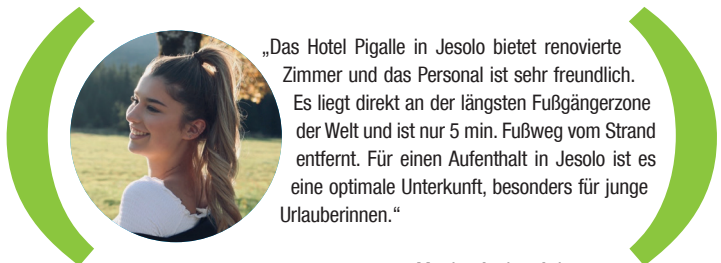 „Das Hotel Pigalle in Jesolo bietet renovierte
Zimmer und das Personal ist sehr freundlich.
Es liegt direkt an der längsten Fußgängerzone
der Welt und ist nur 5 min. Fußweg vom Strand
entfernt. Für einen Aufenthalt in Jesolo ist es
eine optimale Unterkunft, besonders für junge
Urlauberinnen.“